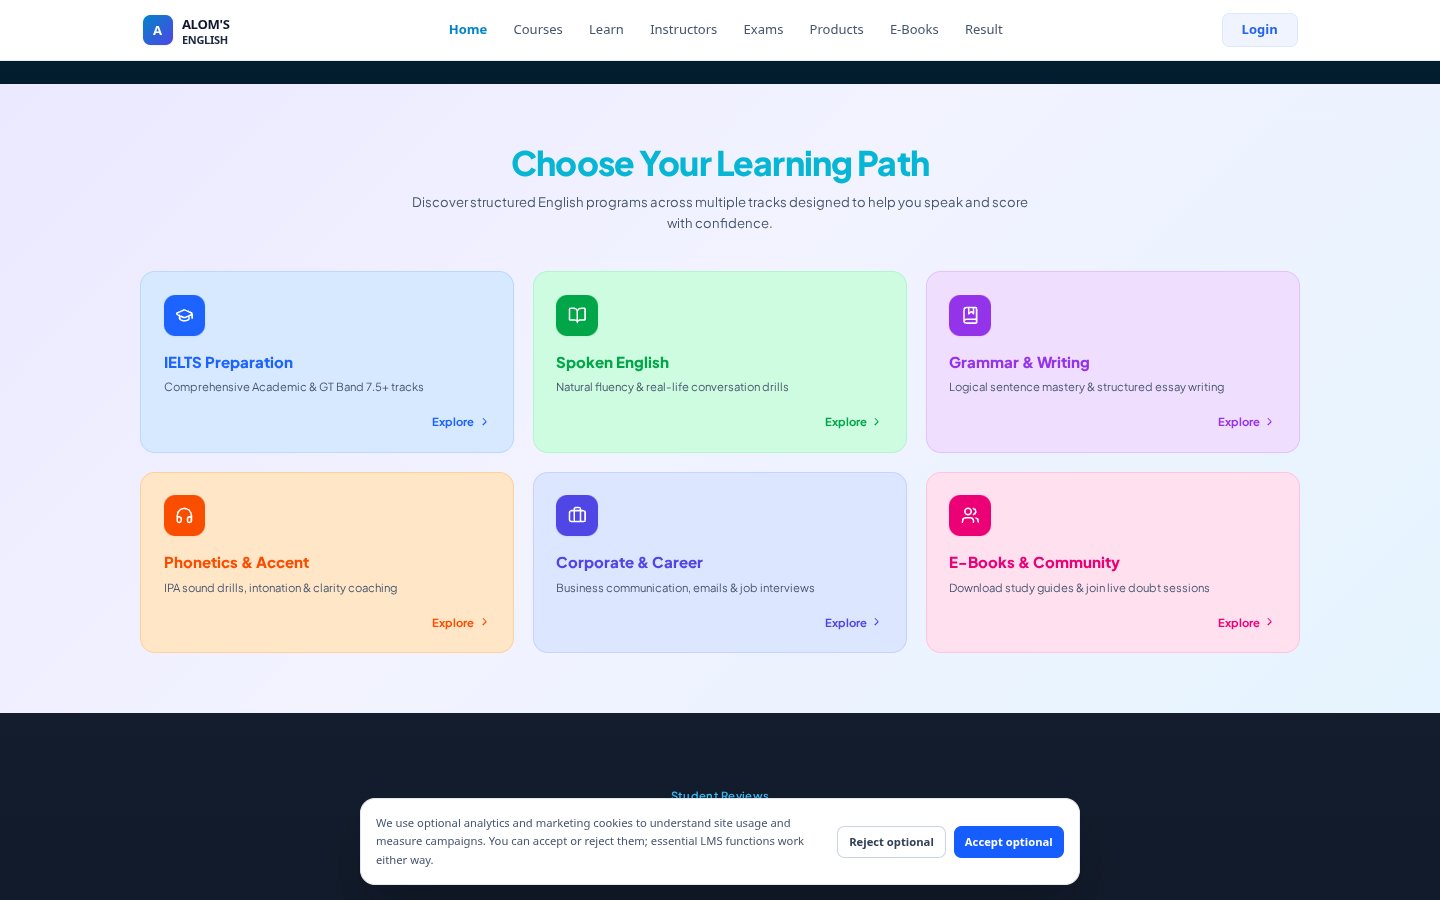 A
ALOM'S
ENGLISH
Home
Courses
Learn
Instructors
Exams
Products
E-Books
Result
Login
Choose Your Learning Path
Discover structured English programs across multiple tracks designed to help you speak and score
with confidence.
IELTS Preparation
Comprehensive Academic & GT Band 7.5+ tracks
Explore
Spoken English
Natural fluency & real-life conversation drills
Explore
Grammar & Writing
Logical sentence mastery & structured essay writing
Explore
Phonetics & Accent
IPA sound drills, intonation & clarity coaching
Explore
Corporate & Career
Business communication, emails & job interviews
Explore
E-Books & Community
Download study guides & join live doubt sessions
Explore
Student Reviews
We use optional analytics and marketing cookies to understand site usage and
measure campaigns. You can accept or reject them; essential LMS functions work
either way.
Reject optional
Accept optional